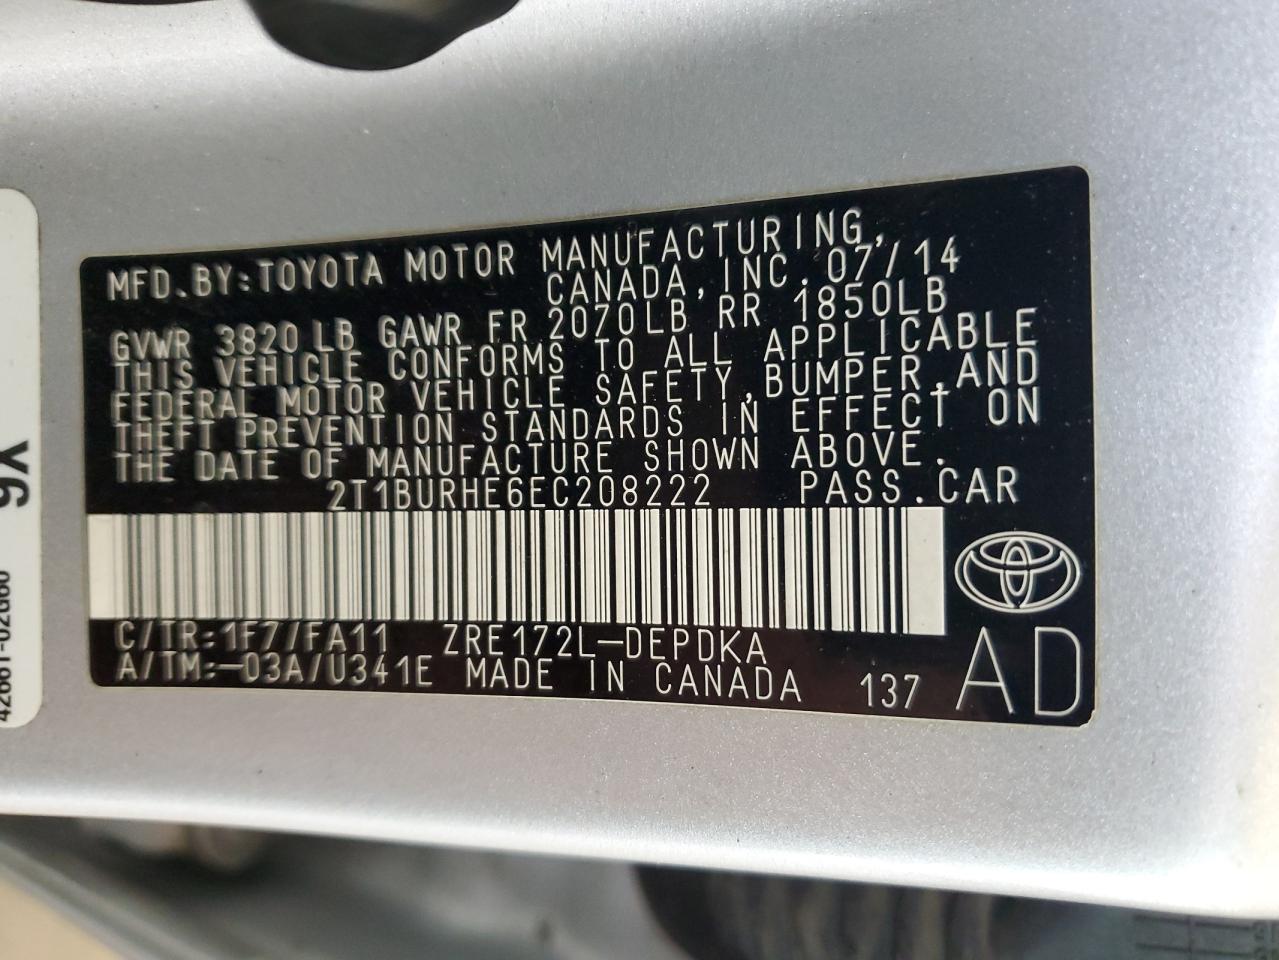 MFD.BY:TOYOTA MOTOR MANUFACTURING,
CANADA,INC. 07/14
GVWR 3820 LB GAWR FR 2070LB RR 1850LB
THIS VEHICLE CONFORMS TO ALL APPLICABLE
FEDERAL MOTOR VEHICLE SAFETY,BUMPER,AND
THEFT PREVENTION STANDARDS IN EFFECT ON
THE DATE OF MANUFACTURE SHOWN ABOVE.
2T1BURHE6EC208222 PASS.CAR
C/TR:1F7/FA11 ZRE172L-DEPDKA
A/TM:-03A/U341E MADE IN CANADA 137
AD